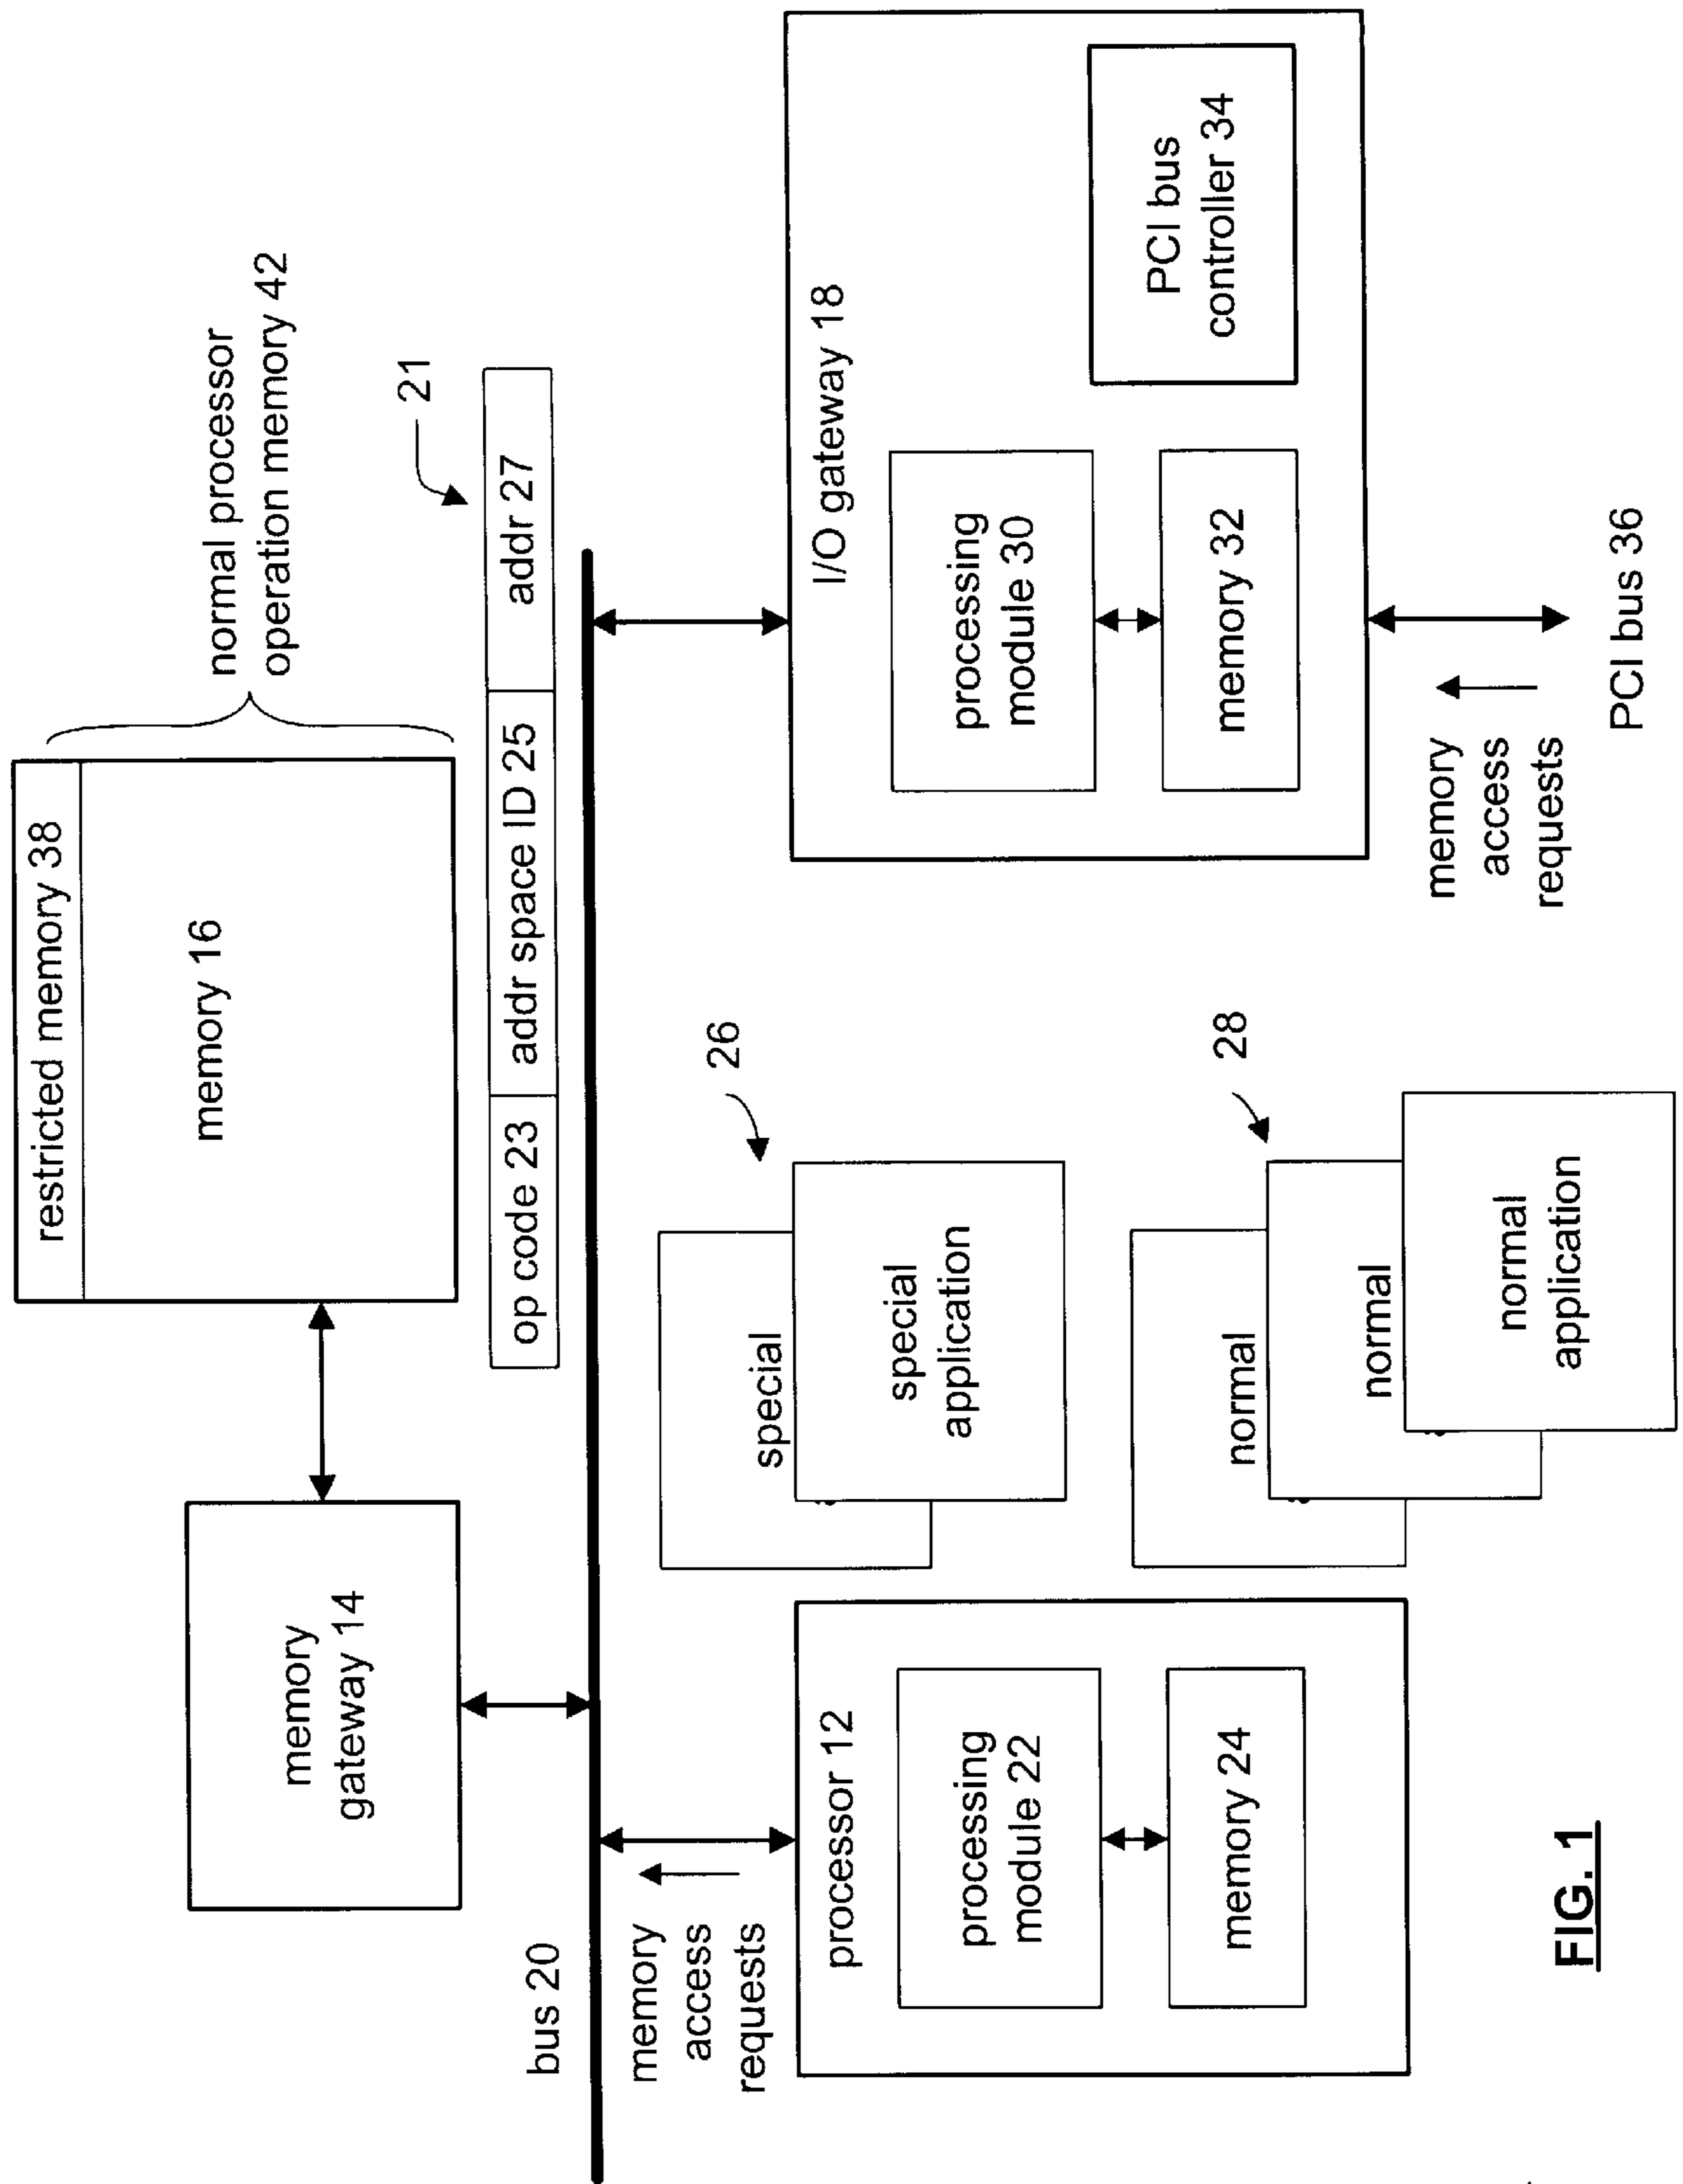 restricted memory 38
memory 16
normal processor
operation memory 42
memory
gateway 14
21
op code 23
addr space ID 25
addr 27
bus 20
memory
access
requests
processor 12
processing
module 22
memory 24
special
special
application
26
normal
normal
normal
application
28
I/O gateway 18
processing
module 30
memory 32
PCI bus
controller 34
memory
access
requests
PCI bus 36
FIG. 1